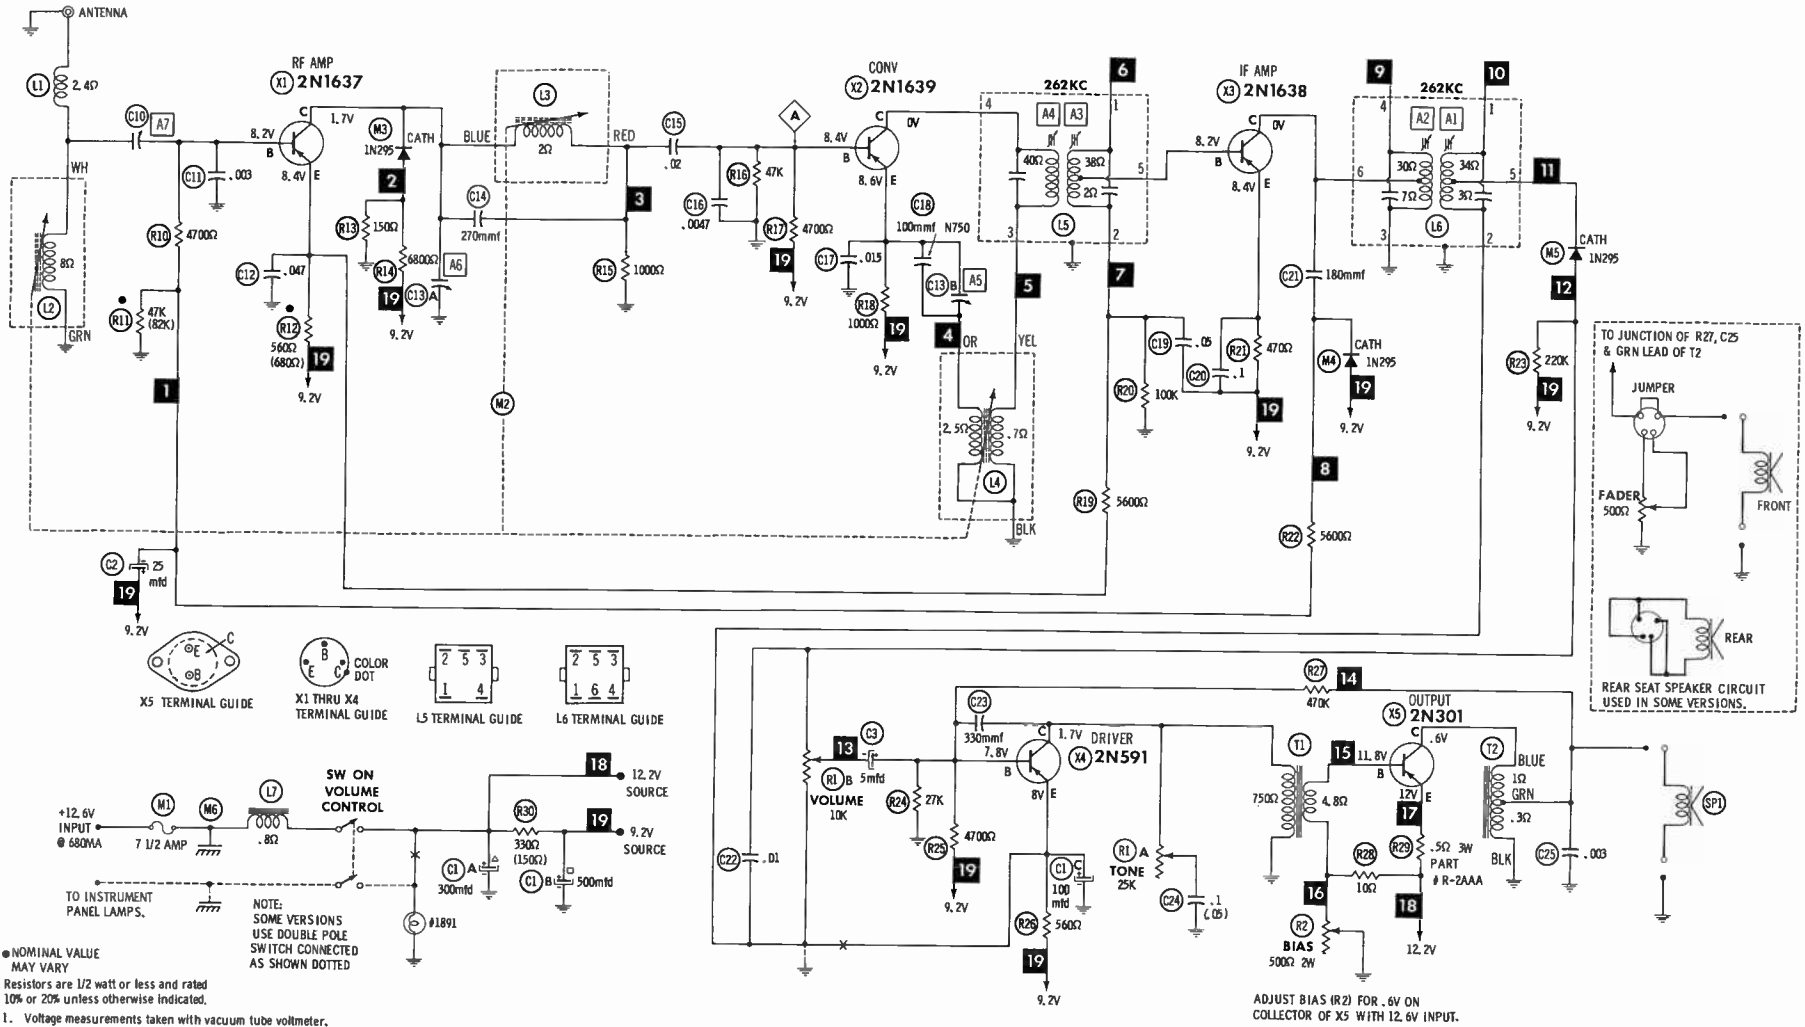 ANTENNA
L1
2.4Ω
C10
A7
WH
L2
8Ω
GRN
RF AMP
X1 2N1637
C
1.7V
8.2V
B
8.4V
E
C11
.003
R10
4700Ω
R11
47K
(82K)
1
C12
.047
R12
560Ω
(680Ω)
19
9.2V
M3
CATH
1N295
2
R13
150Ω
R14
6800Ω
19
9.2V
C13 A
A6
BLUE
L3
2Ω
RED
C14
270mmf
3
R15
1000Ω
M2
C15
.02
C16
.0047
R16
47K
A
R17
4700Ω
19
9.2V
CONV
X2 2N1639
C
0V
8.4V
B
8.6V
E
C17
.015
C18
100mmf
N750
R18
1000Ω
19
9.2V
C13 B
A5
4
OR
5
YEL
2.5Ω
.7Ω
L4
BLK
262KC
4
A4
A3
1
40Ω
38Ω
2Ω
5
3
L5
2
6
7
C19
.05
R20
100K
C20
.1
R21
470Ω
19
9.2V
R19
5600Ω
IF AMP
X3 2N1638
C
0V
8.2V
B
8.4V
E
C21
180mmf
M4
CATH
1N295
19
9.2V
8
R22
5600Ω
9
10
262KC
4
A2
A1
1
30Ω
34Ω
7Ω
3Ω
6
5
3
L6
2
11
M5
CATH
1N295
12
R23
220K
19
9.2V
TO JUNCTION OF R27, C25
& GRN LEAD OF T2
JUMPER
FADER
500Ω
FRONT
REAR
REAR SEAT SPEAKER CIRCUIT
USED IN SOME VERSIONS.
C2
25
mfd
19
9.2V
C
E
B
X5 TERMINAL GUIDE
B
E
C
COLOR
DOT
X1 THRU X4
TERMINAL GUIDE
2 5 3
1 4
L5 TERMINAL GUIDE
2 5 3
1 6 4
L6 TERMINAL GUIDE
+12.6V
INPUT
@ 680MA
M1
7 1/2 AMP
M6
L7
.8Ω
SW ON
VOLUME
CONTROL
18
12.2V
SOURCE
R30
330Ω
(150Ω)
19
9.2V
SOURCE
C1 A
300mfd
C1 B
500mfd
TO INSTRUMENT
PANEL LAMPS.
NOTE:
SOME VERSIONS
USE DOUBLE POLE
SWITCH CONNECTED
AS SHOWN DOTTED
#1891
C22
.01
13
R1 B
VOLUME
10K
C3
5mfd
R24
27K
R25
4700Ω
19
9.2V
C23
330mmf
7.8V
B
C
1.7V
DRIVER
X4 2N591
8V
E
C1 C
100
mfd
R26
560Ω
19
9.2V
R1 A
TONE
25K
C24
.1
(.05)
R27
470K
14
T1
750Ω
4.8Ω
15
11.8V
B
OUTPUT
X5 2N301
C
.6V
12V
E
17
R29
.5Ω 3W
PART
# R-2AAA
R28
10Ω
16
18
12.2V
R2
BIAS
500Ω 2W
T2
BLUE
1Ω
GRN
.3Ω
BLK
C25
.003
SP1
ADJUST BIAS (R2) FOR .6V ON
COLLECTOR OF X5 WITH 12.6V INPUT.
NOMINAL VALUE
MAY VARY
Resistors are 1/2 watt or less and rated
10% or 20% unless otherwise indicated.
1. Voltage measurements taken with vacuum tube voltmeter.